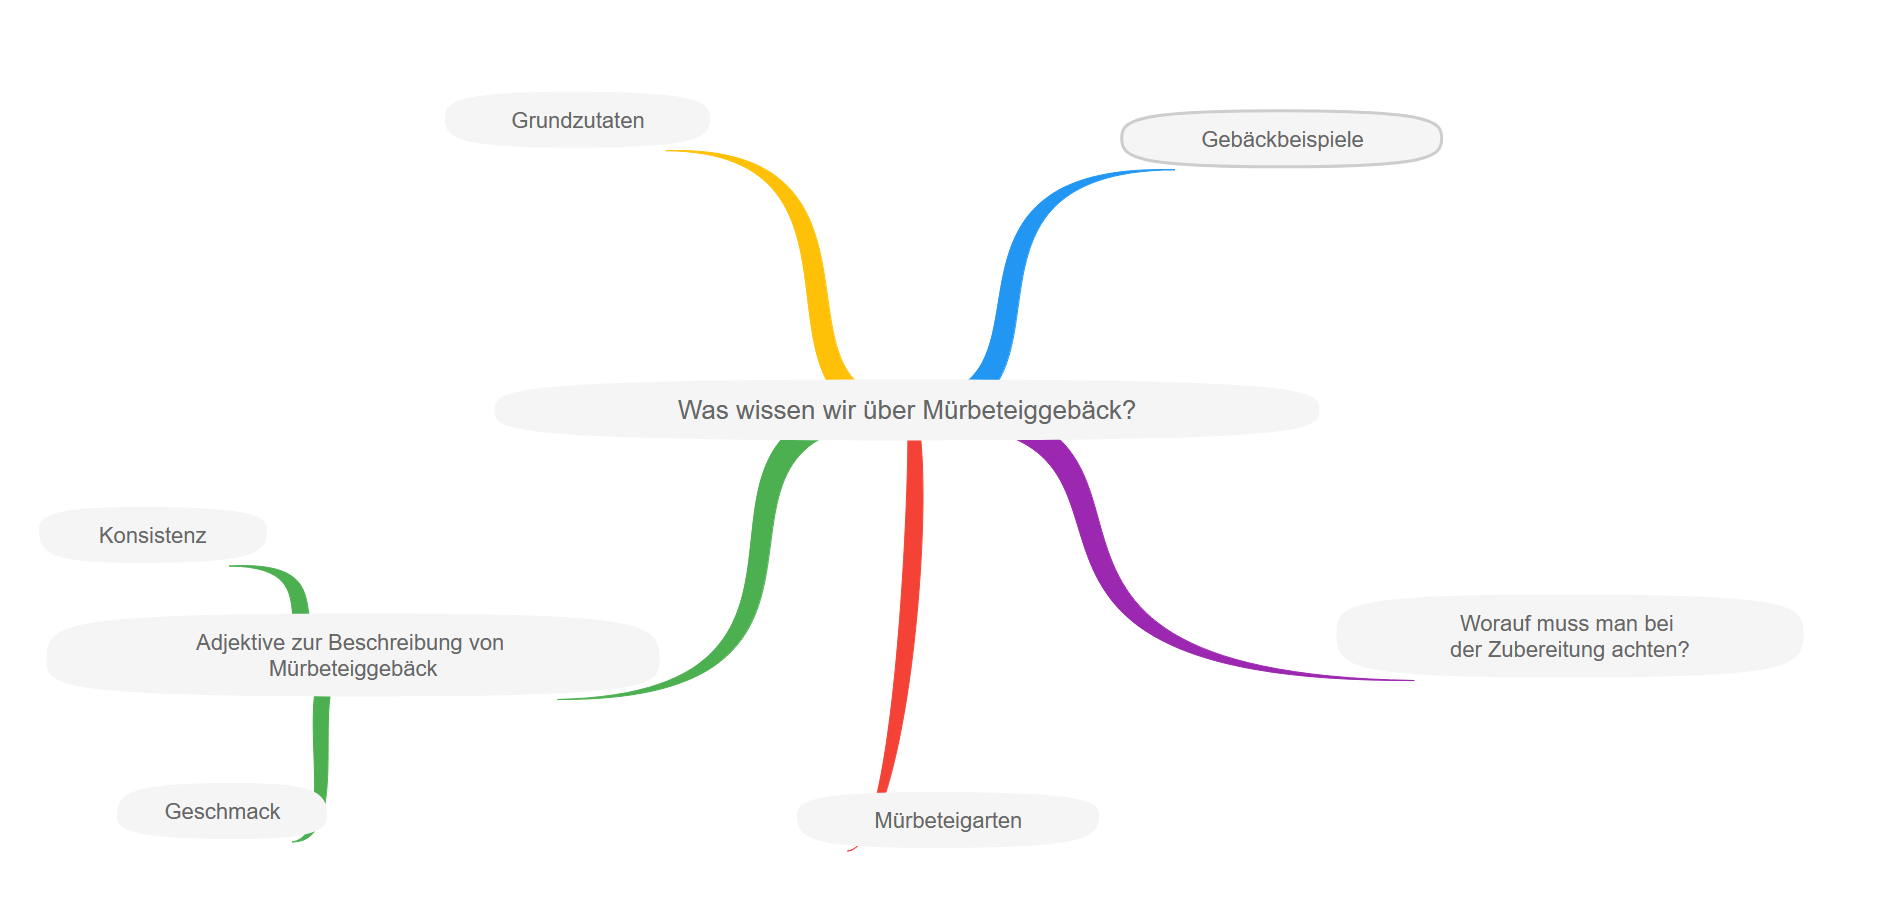 Grundzutaten
Gebäckbeispiele
Was wissen wir über Mürbeteiggebäck?
Konsistenz
Adjektive zur Beschreibung von
Mürbeteiggebäck
Geschmack
Mürbeteigarten
Worauf muss man bei
der Zubereitung achten?